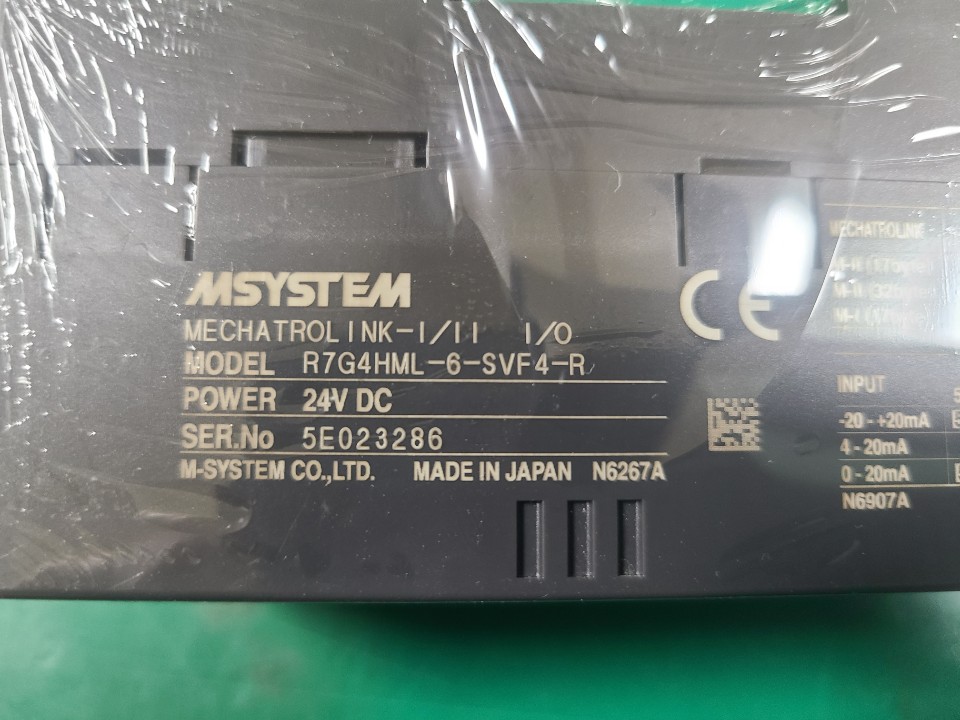 MSYSTEM
MECHATROLINK-I/II I/O
MODEL R7G4HML-6-SVF4-R
POWER 24V DC
SER.No 5E023286
M-SYSTEM CO.,LTD. MADE IN JAPAN N6267A
CE
MECHATROLINK
INPUT
-20 - +20mA
4 - 20mA
0 - 20mA
N6907A